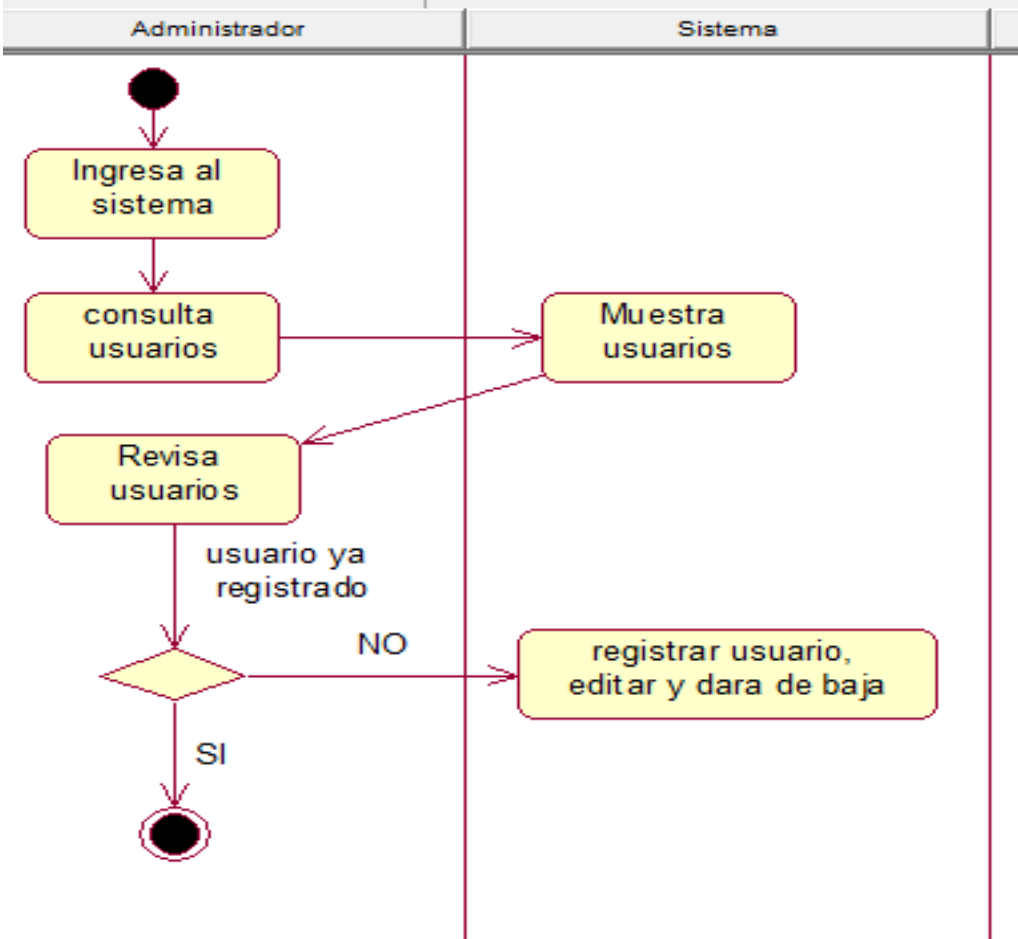 Administrador
Sistema
Ingresa al
sistema
consulta
usuarios
Muestra
usuarios
Revisa
usuarios
usuario ya
registrado
NO
registrar usuario,
editar y dara de baja
SI